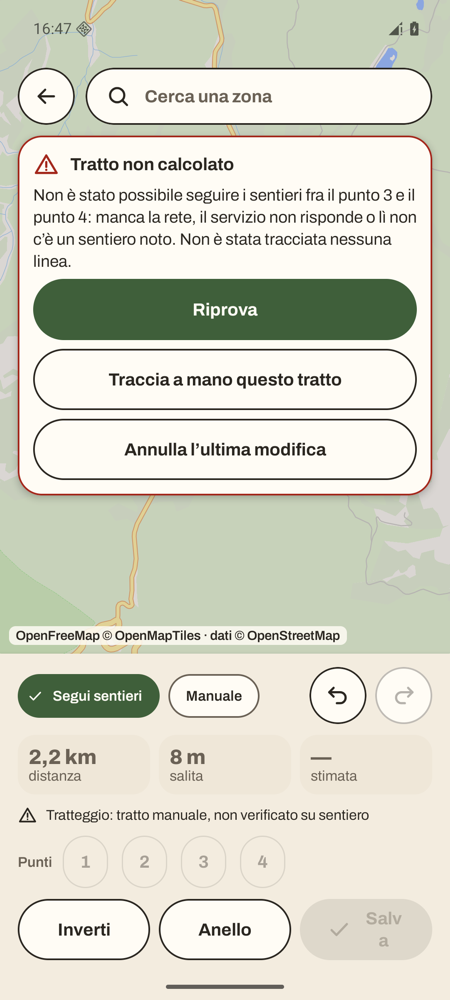 16:47
Cerca una zona
Tratto non calcolato
Non è stato possibile seguire i sentieri fra il punto 3 e il
punto 4: manca la rete, il servizio non risponde o lì non
c’è un sentiero noto. Non è stata tracciata nessuna
linea.
Riprova
Traccia a mano questo tratto
Annulla l’ultima modifica
OpenFreeMap © OpenMapTiles · dati © OpenStreetMap
Segui sentieri
Manuale
2,2 km
distanza
8 m
salita
—
stimata
Tratteggio: tratto manuale, non verificato su sentiero
Punti 1 2 3 4
Inverti
Anello
Salv
a